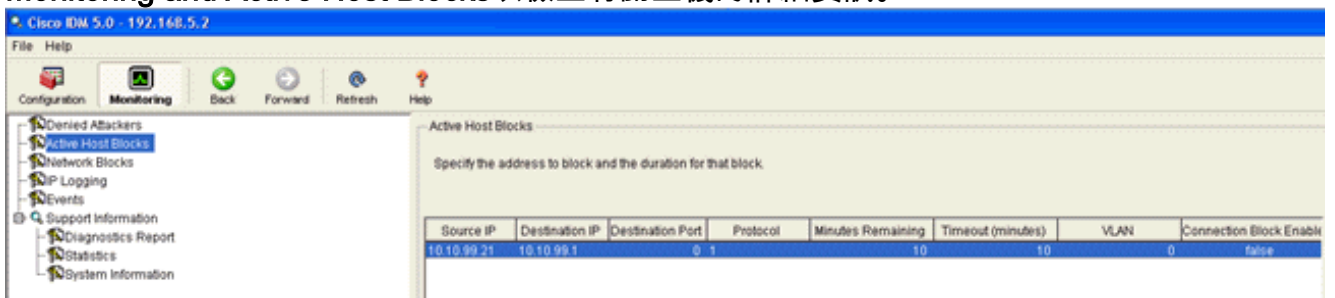 Cisco IDM 5.0 - 192.168.5.2
File Help
Configuration Monitoring Back Forward Refresh Help
Denied Attackers
Active Host Blocks
Network Blocks
IP Logging
Events
Support Information
Diagnostics Report
Statistics
System Information
Active Host Blocks
Specify the address to block and the duration for that block.
Source IP Destination IP Destination Port Protocol Minutes Remaining Timeout (minutes) VLAN Connection Block Enable
10.10.99.21 10.10.99.1 0 1 10 10 0 false